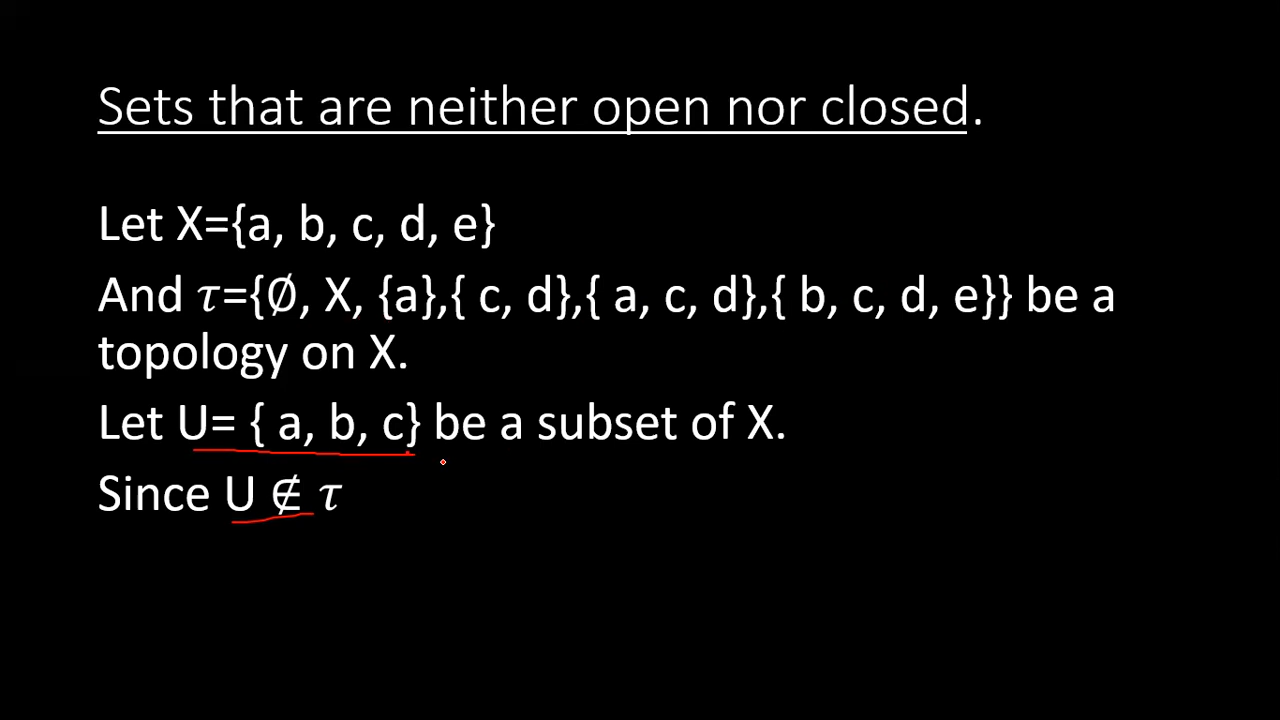 Sets that are neither open nor closed.
Let X={a, b, c, d, e}
And 𝜏={∅, X, {a},{ c, d},{ a, c, d},{ b, c, d, e}} be a
topology on X.
Let U= { a, b, c} be a subset of X.
Since U ∉ 𝜏